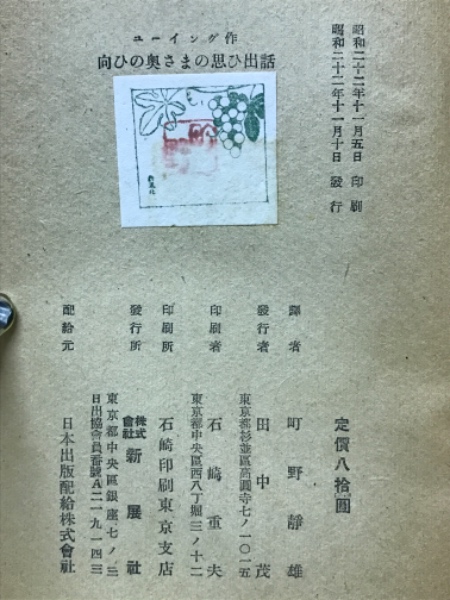 ユーイング作
向ひの奥さまの思ひ出話
昭和二十二年十一月五日　印刷
昭和二十二年十一月十日　發行
定價八拾圓
譯者　町野靜雄
發行者　田中茂
東京都杉並區高圓寺七ノ一〇一五
印刷者　石崎重夫
東京都中央區西八丁堀三ノ十二
印刷所　石崎印刷東京支店
發行所　株式會社　新展社
東京都中央區銀座七ノ三
日出協會員番號A二一九一四三
配給元　日本出版配給株式會社